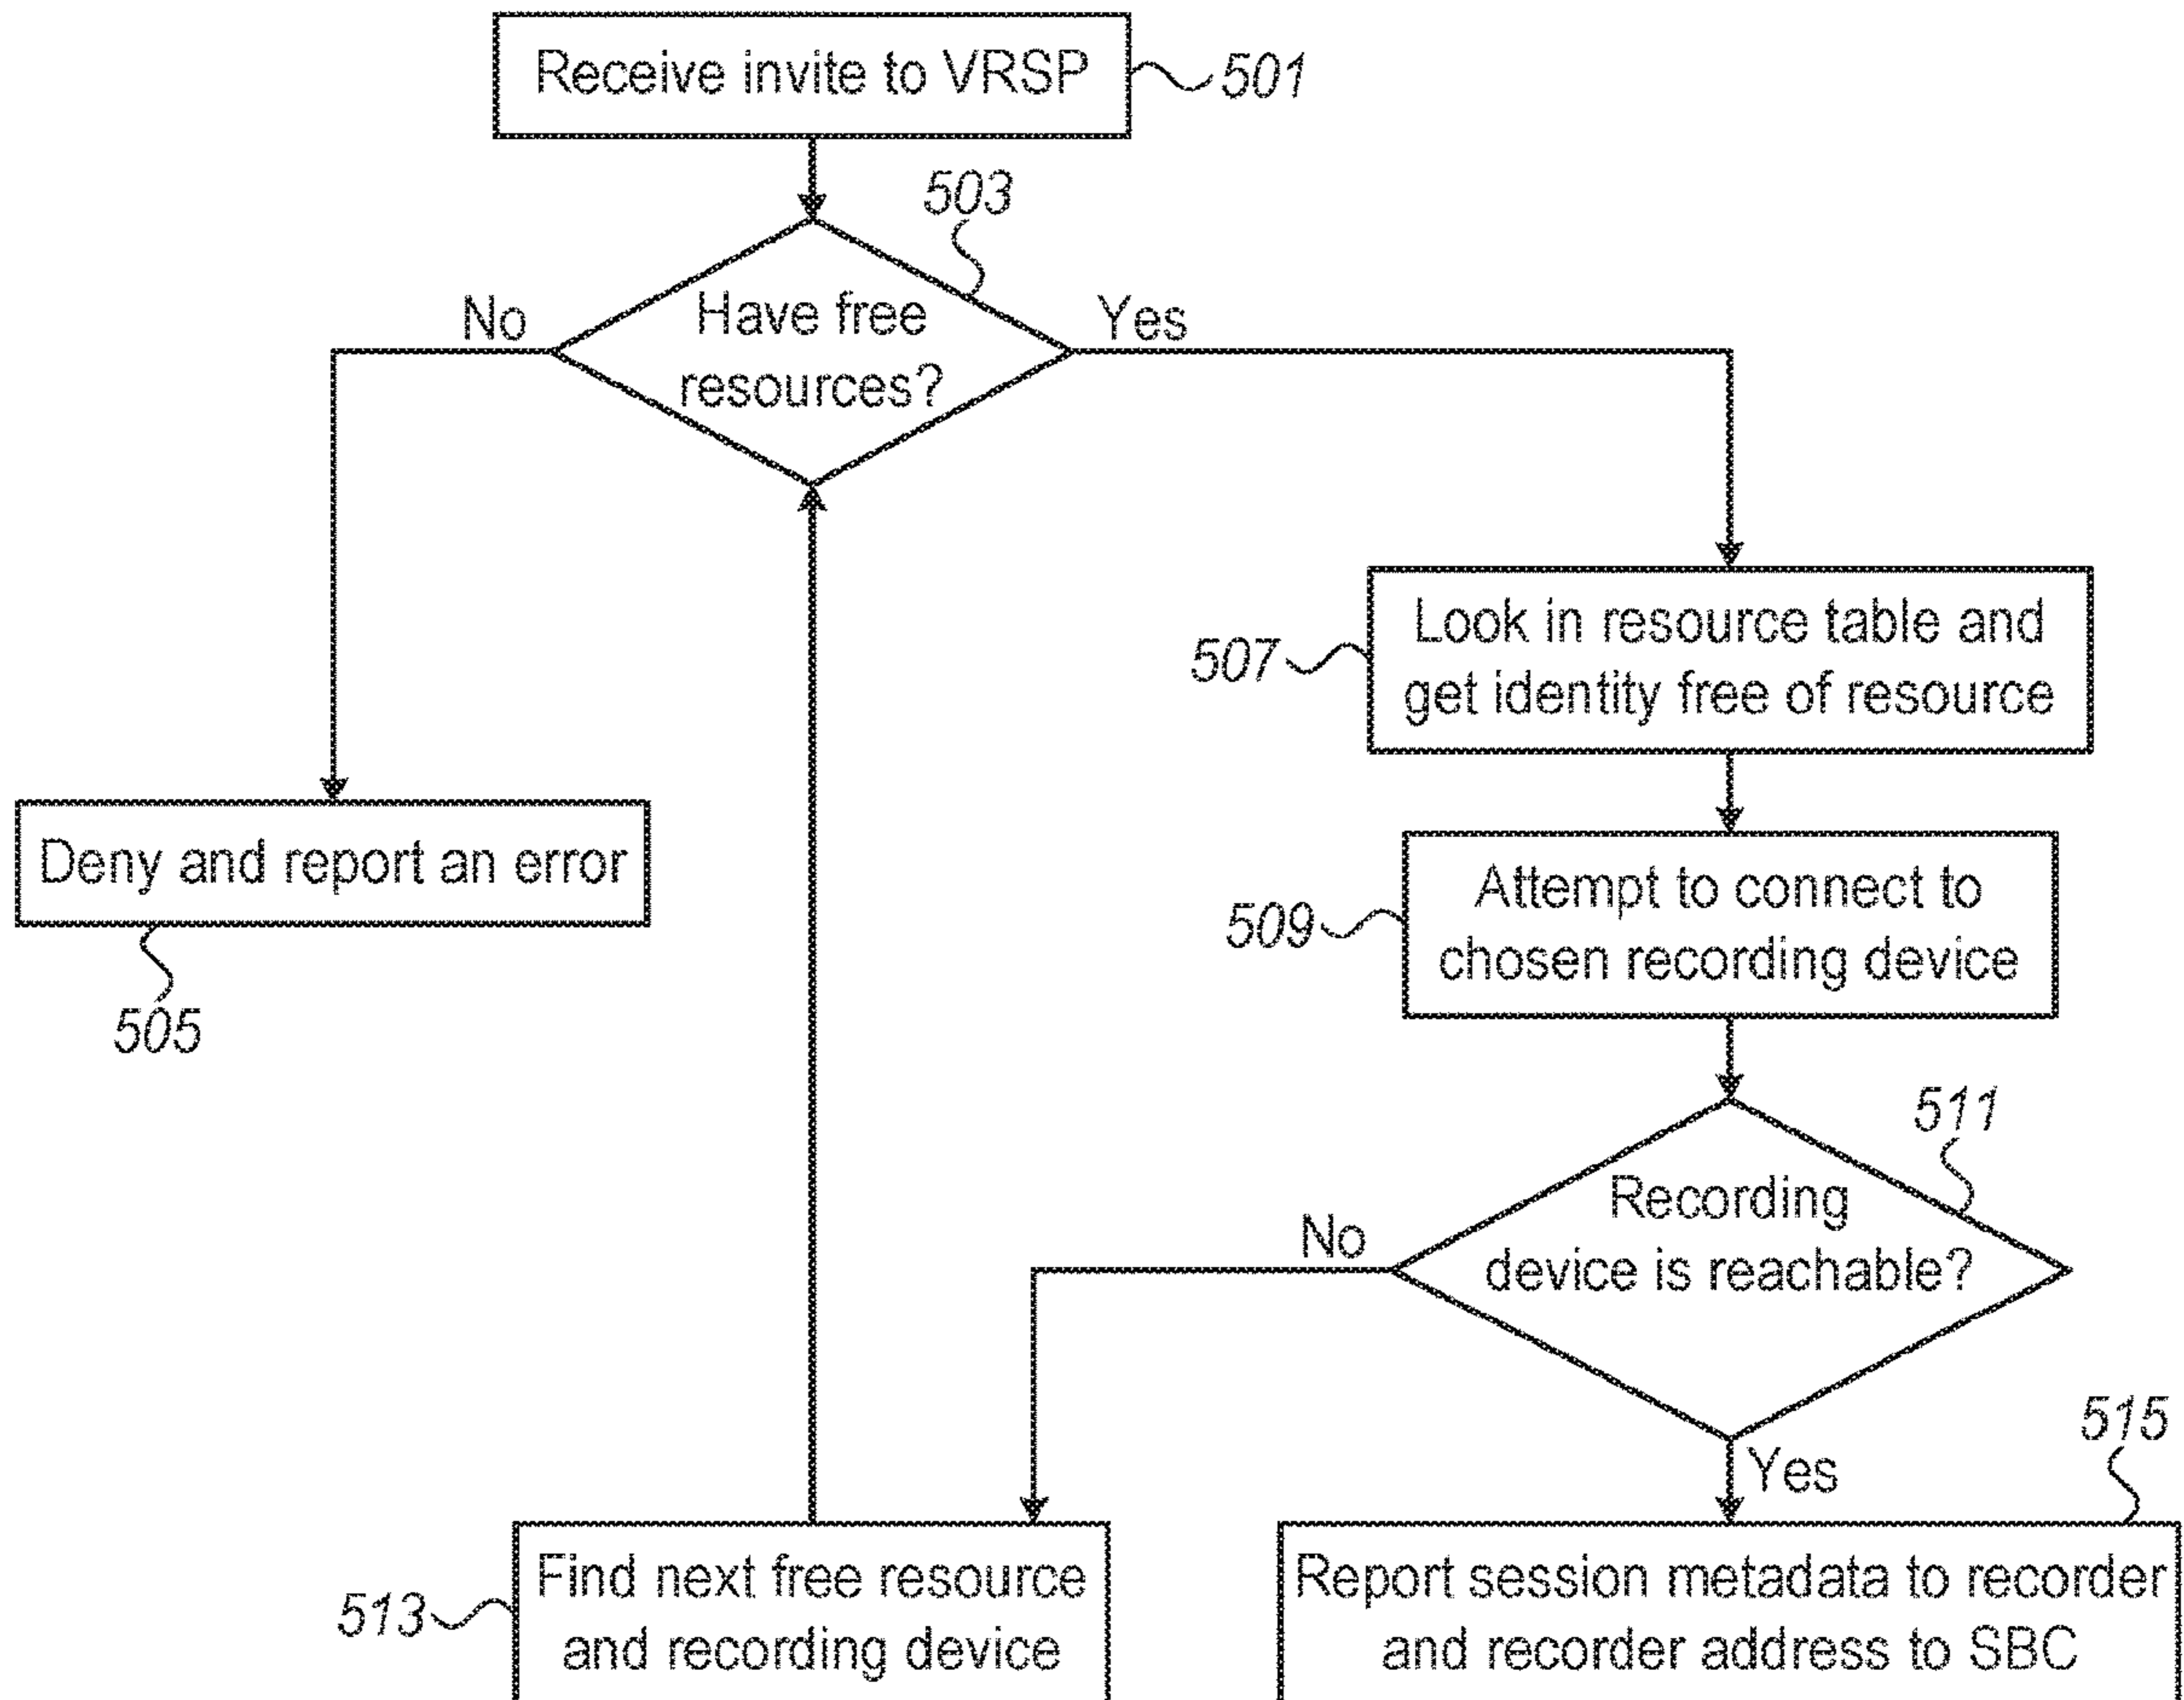 Receive invite to VRSP
501
503
Have free
resources?
No
Yes
Look in resource table and
get identity free of resource
507
Deny and report an error
505
Attempt to connect to
chosen recording device
509
511
Recording
device is reachable?
No
Yes
515
Find next free resource
and recording device
513
Report session metadata to recorder
and recorder address to SBC